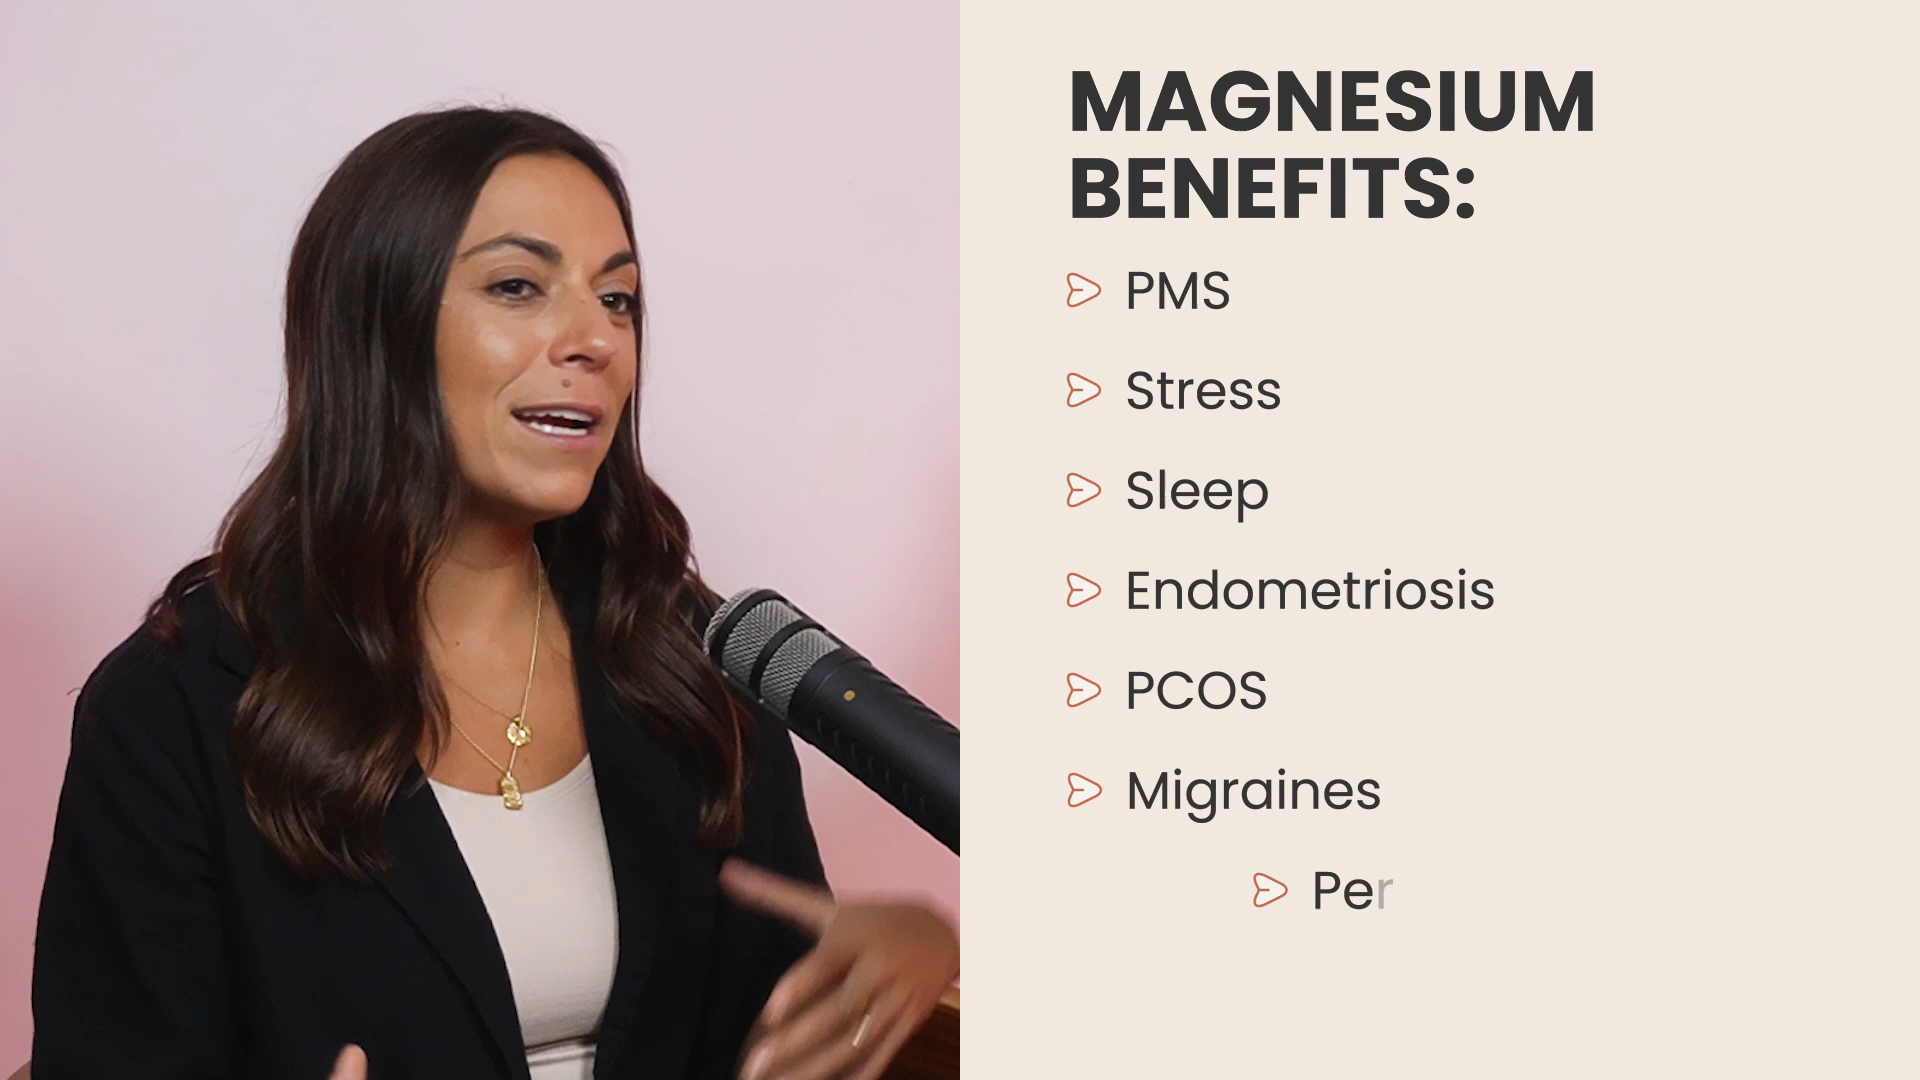 MAGNESIUM
BENEFITS:
PMS
Stress
Sleep
Endometriosis
PCOS
Migraines
Per